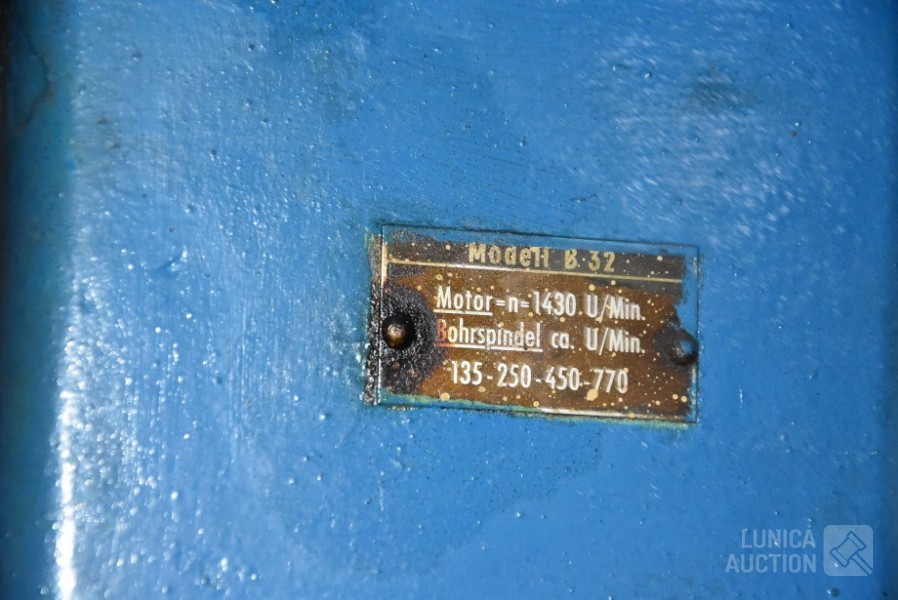 Modell B 32
Motor=n=1430 U/Min.
Bohrspindel ca. U/Min.
135-250-450-770
LUNICA
AUCTION